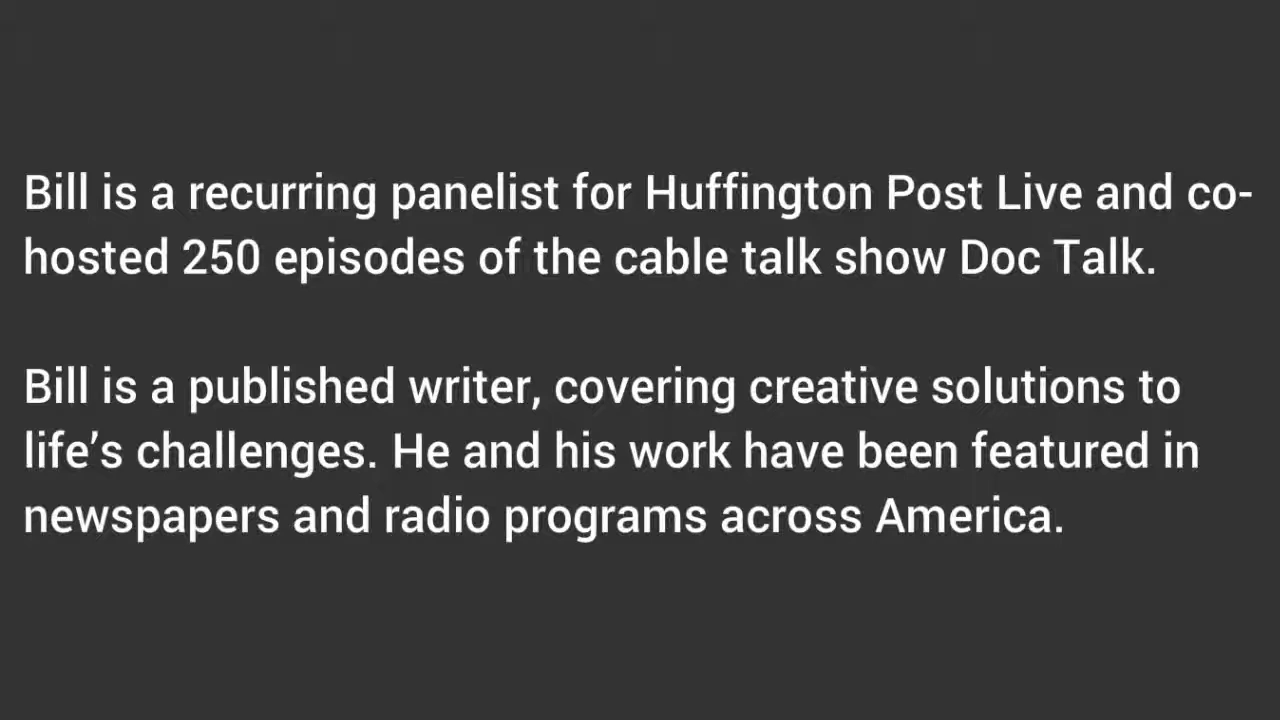 Bill is a recurring panelist for Huffington Post Live and co-
hosted 250 episodes of the cable talk show Doc Talk.
Bill is a published writer, covering creative solutions to
life’s challenges. He and his work have been featured in
newspapers and radio programs across America.